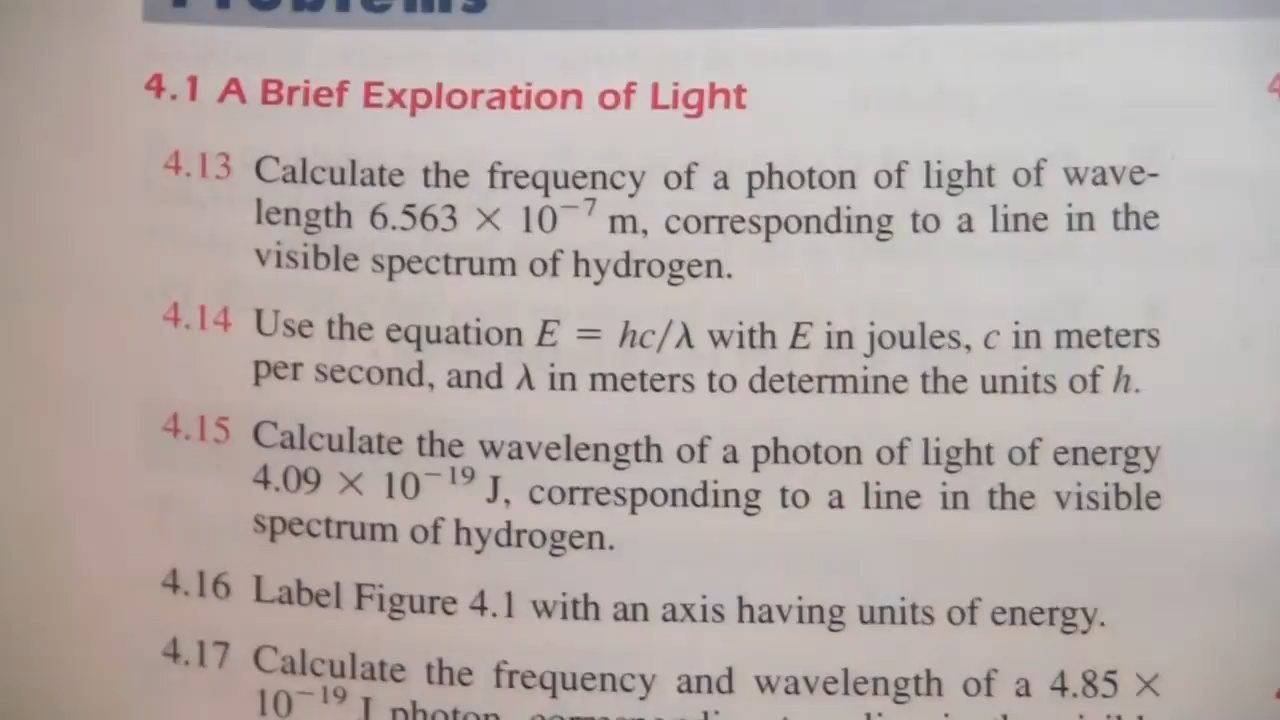 Problems
4.1 A Brief Exploration of Light
4.13 Calculate the frequency of a photon of light of wave-
length 6.563 × 10⁻⁷ m, corresponding to a line in the
visible spectrum of hydrogen.
4.14 Use the equation E = hc/λ with E in joules, c in meters
per second, and λ in meters to determine the units of h.
4.15 Calculate the wavelength of a photon of light of energy
4.09 × 10⁻¹⁹ J, corresponding to a line in the visible
spectrum of hydrogen.
4.16 Label Figure 4.1 with an axis having units of energy.
4.17 Calculate the frequency and wavelength of a 4.85 ×
10⁻¹⁹ J photon,